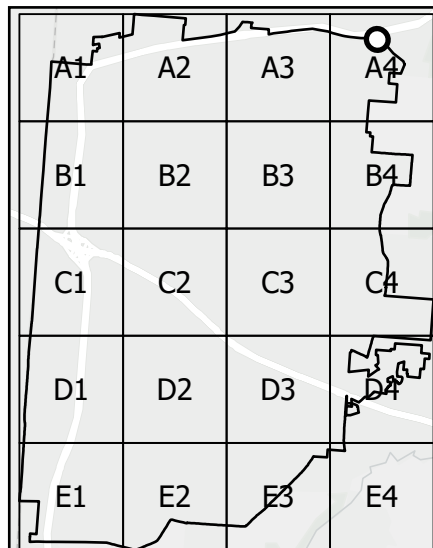 A1 A2 A3 A4
B1 B2 B3 B4
C1 C2 C3 C4
D1 D2 D3 D4
E1 E2 E3 E4